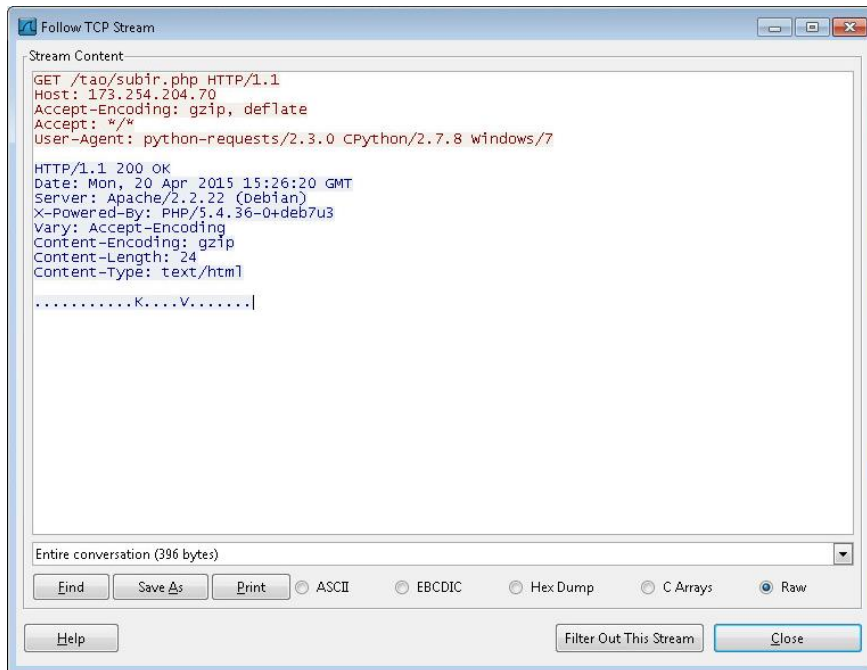 Follow TCP Stream
Stream Content
GET /tao/subir.php HTTP/1.1
Host: 173.254.204.70
Accept-Encoding: gzip, deflate
Accept: */*
User-Agent: python-requests/2.3.0 CPython/2.7.8 Windows/7
HTTP/1.1 200 OK
Date: Mon, 20 Apr 2015 15:26:20 GMT
Server: Apache/2.2.22 (Debian)
X-Powered-By: PHP/5.4.36-0+deb7u3
Vary: Accept-Encoding
Content-Encoding: gzip
Content-Length: 24
Content-Type: text/html
...........K....V.......
Entire conversation (396 bytes)
Find Save As Print ASCII EBCDIC Hex Dump C Arrays Raw
Help Filter Out This Stream Close